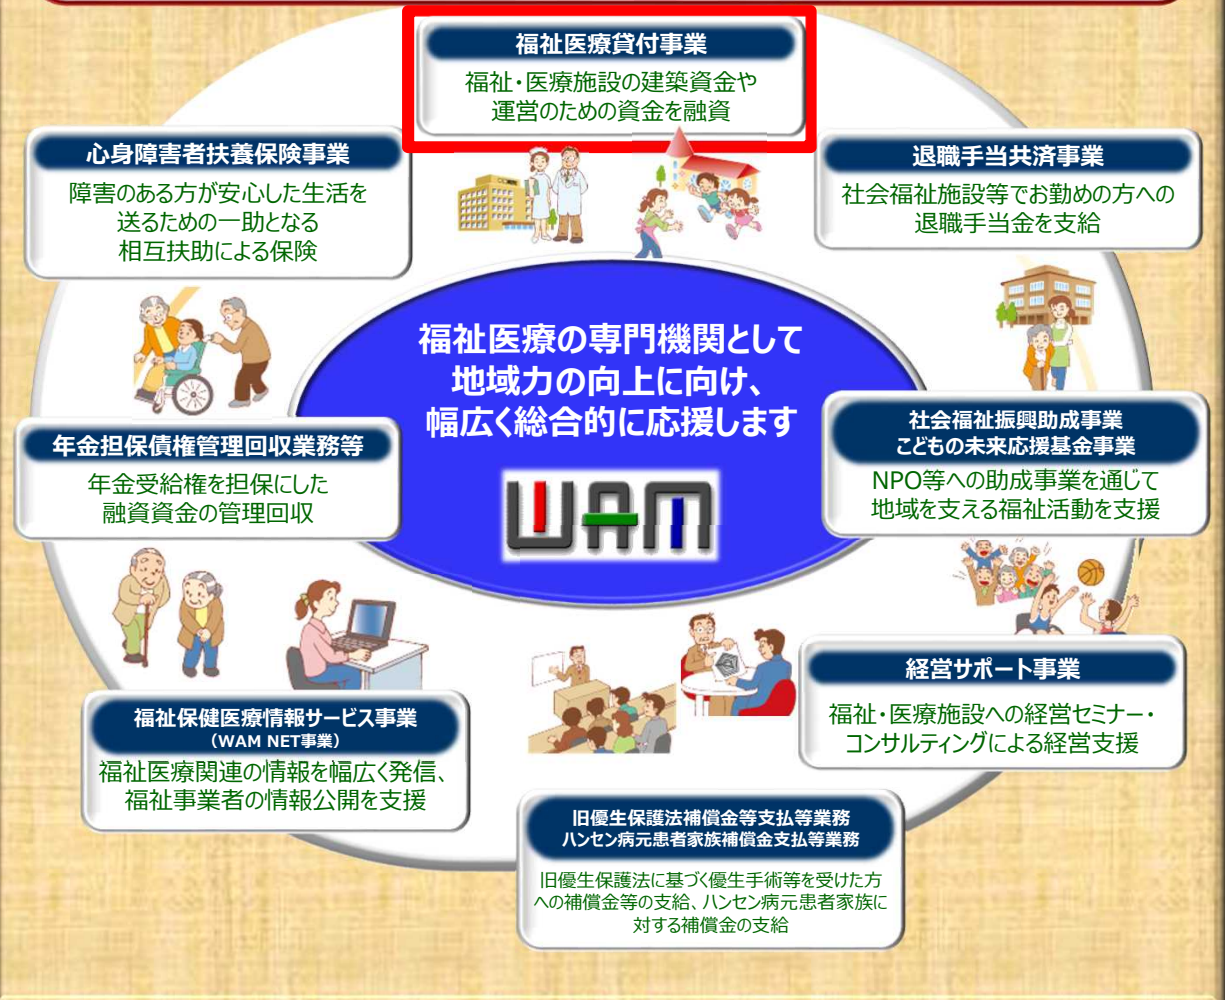 福祉医療貸付事業
福祉・医療施設の建築資金や
運営のための資金を融資
心身障害者扶養保険事業
障害のある方が安心した生活を
送るための一助となる
相互扶助による保険
退職手当共済事業
社会福祉施設等でお勤めの方への
退職手当金を支給
福祉医療の専門機関として
地域力の向上に向け、
幅広く総合的に応援します
WAM
年金担保債権管理回収業務等
年金受給権を担保にした
融資資金の管理回収
社会福祉振興助成事業
こどもの未来応援基金事業
NPO等への助成事業を通じて
地域を支える福祉活動を支援
福祉保健医療情報サービス事業
（WAM NET事業）
福祉医療関連の情報を幅広く発信、
福祉事業者の情報公開を支援
経営サポート事業
福祉・医療施設への経営セミナー・
コンサルティングによる経営支援
旧優生保護法補償金等支払等業務
ハンセン病元患者家族補償金支払等業務
旧優生保護法に基づく優生手術等を受けた方
への補償金等の支給、ハンセン病元患者家族に
対する補償金の支給